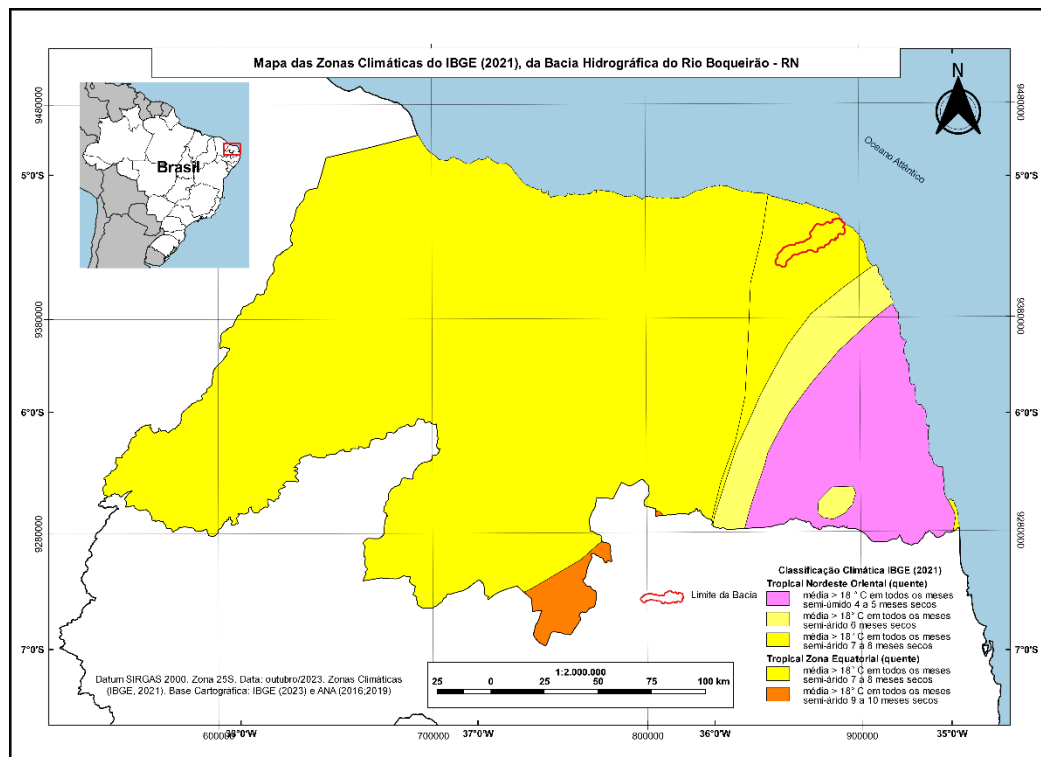 Mapa das Zonas Climáticas do IBGE (2021), da Bacia Hidrográfica do Rio Boqueirão - RN
N
Brasil
Oceano Atlântico
9480000
9480000
5°0'S
5°0'S
9380000
9380000
6°0'S
6°0'S
9280000
9280000
7°0'S
7°0'S
Limite da Bacia
Classificação Climática IBGE (2021)
Tropical Nordeste Oriental (quente)
média > 18 ° C em todos os meses
semi-úmido 4 a 5 meses secos
média > 18° C em todos os meses
semi-árido 6 meses secos
média > 18° C em todos os meses
semi-árido 7 a 8 meses secos
Tropical Zona Equatorial (quente)
média > 18° C em todos os meses
semi-árido 7 a 8 meses secos
média > 18° C em todos os meses
semi-árido 9 a 10 meses secos
Datum SIRGAS 2000. Zona 25S. Data: outubro/2023. Zonas Climáticas
(IBGE, 2021). Base Cartográfica: IBGE (2023) e ANA (2016;2019)
1:2.000.000
25 0 25 50 75 100 km
600000 700000 800000 900000
38°0'W 37°0'W 36°0'W 35°0'W